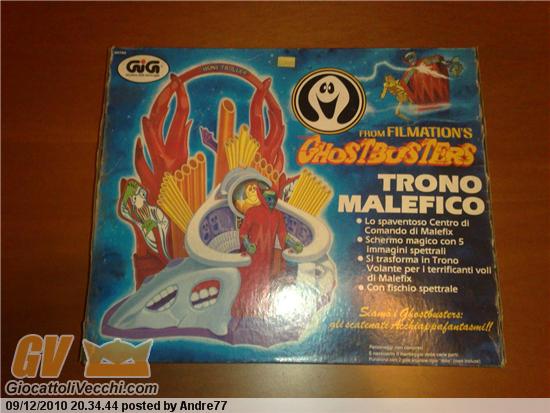 GiG
FROM FILMATION'S
GHOSTBUSTERS
TRONO
MALEFICO
• Lo spaventoso Centro di
Comando di Malefix
• Schermo magico con 5
immagini spettrali
• Si trasforma in Trono
Volante per i terrificanti voli
di Malefix
• Con fischio spettrale
Siamo i Ghostbusters:
gli scatenati Acchiappafantasmi!!
GV
GiocattoliVecchi.com
09/12/2010 20.34.44 posted by Andre77